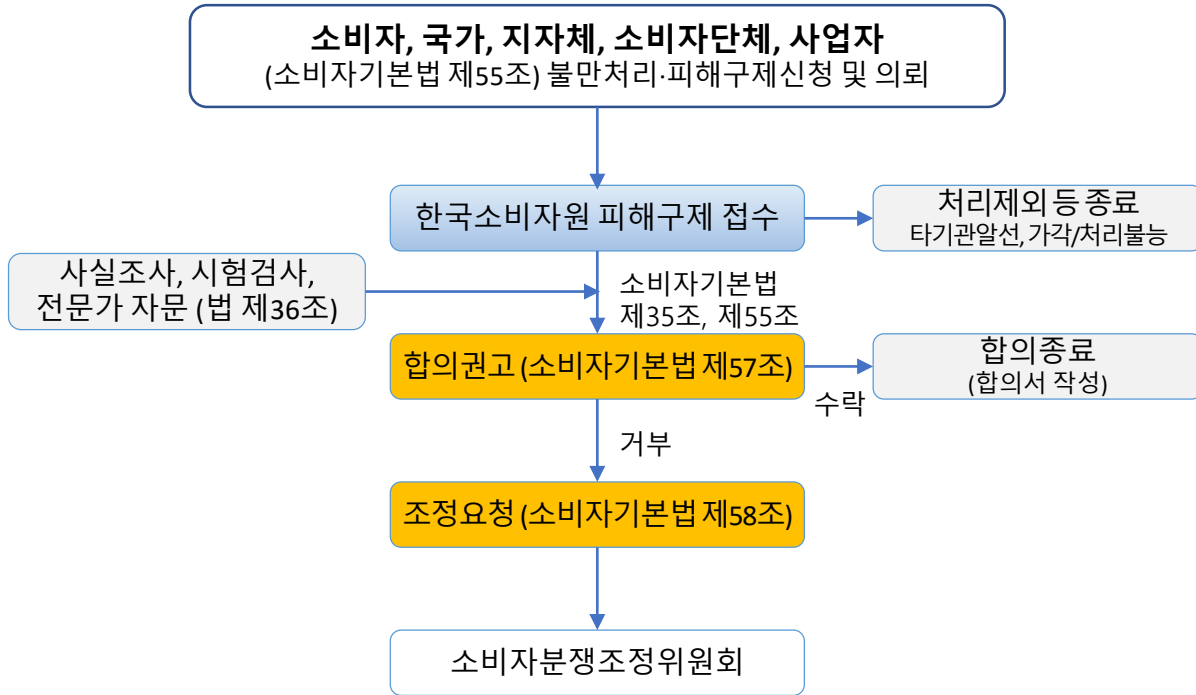 소비자, 국가, 지자체, 소비자단체, 사업자
(소비자기본법 제55조) 불만처리·피해구제신청 및 의뢰
한국소비자원 피해구제 접수
처리제외 등 종료
타기관알선, 가각/처리불능
사실조사, 시험검사,
전문가 자문 (법 제36조)
소비자기본법
제35조, 제55조
합의권고 (소비자기본법 제57조)
합의종료
(합의서 작성)
수락
거부
조정요청 (소비자기본법 제58조)
소비자분쟁조정위원회